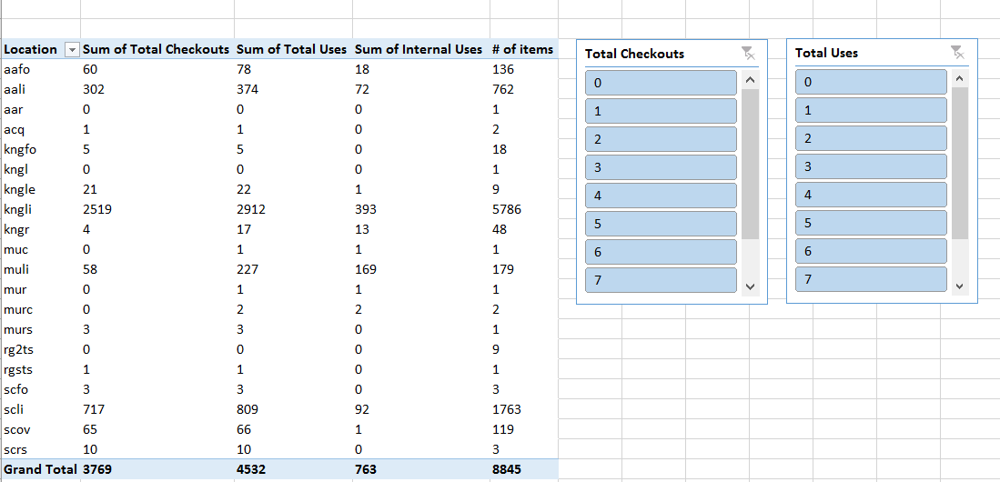 Location Sum of Total Checkouts Sum of Total Uses Sum of Internal Uses # of items
aafo 60 78 18 136
aali 302 374 72 762
aar 0 0 0 1
acq 1 1 0 2
kngfo 5 5 0 18
kngl 0 0 0 1
kngle 21 22 1 9
kngli 2519 2912 393 5786
kngr 4 17 13 48
muc 0 1 1 1
muli 58 227 169 179
mur 0 1 1 1
murc 0 2 2 2
murs 3 3 0 1
rg2ts 0 0 0 9
rgsts 1 1 0 1
scfo 3 3 0 3
scli 717 809 92 1763
scov 65 66 1 119
scrs 10 10 0 3
Grand Total 3769 4532 763 8845
Total Checkouts
0
1
2
3
4
5
6
7
Total Uses
0
1
2
3
4
5
6
7